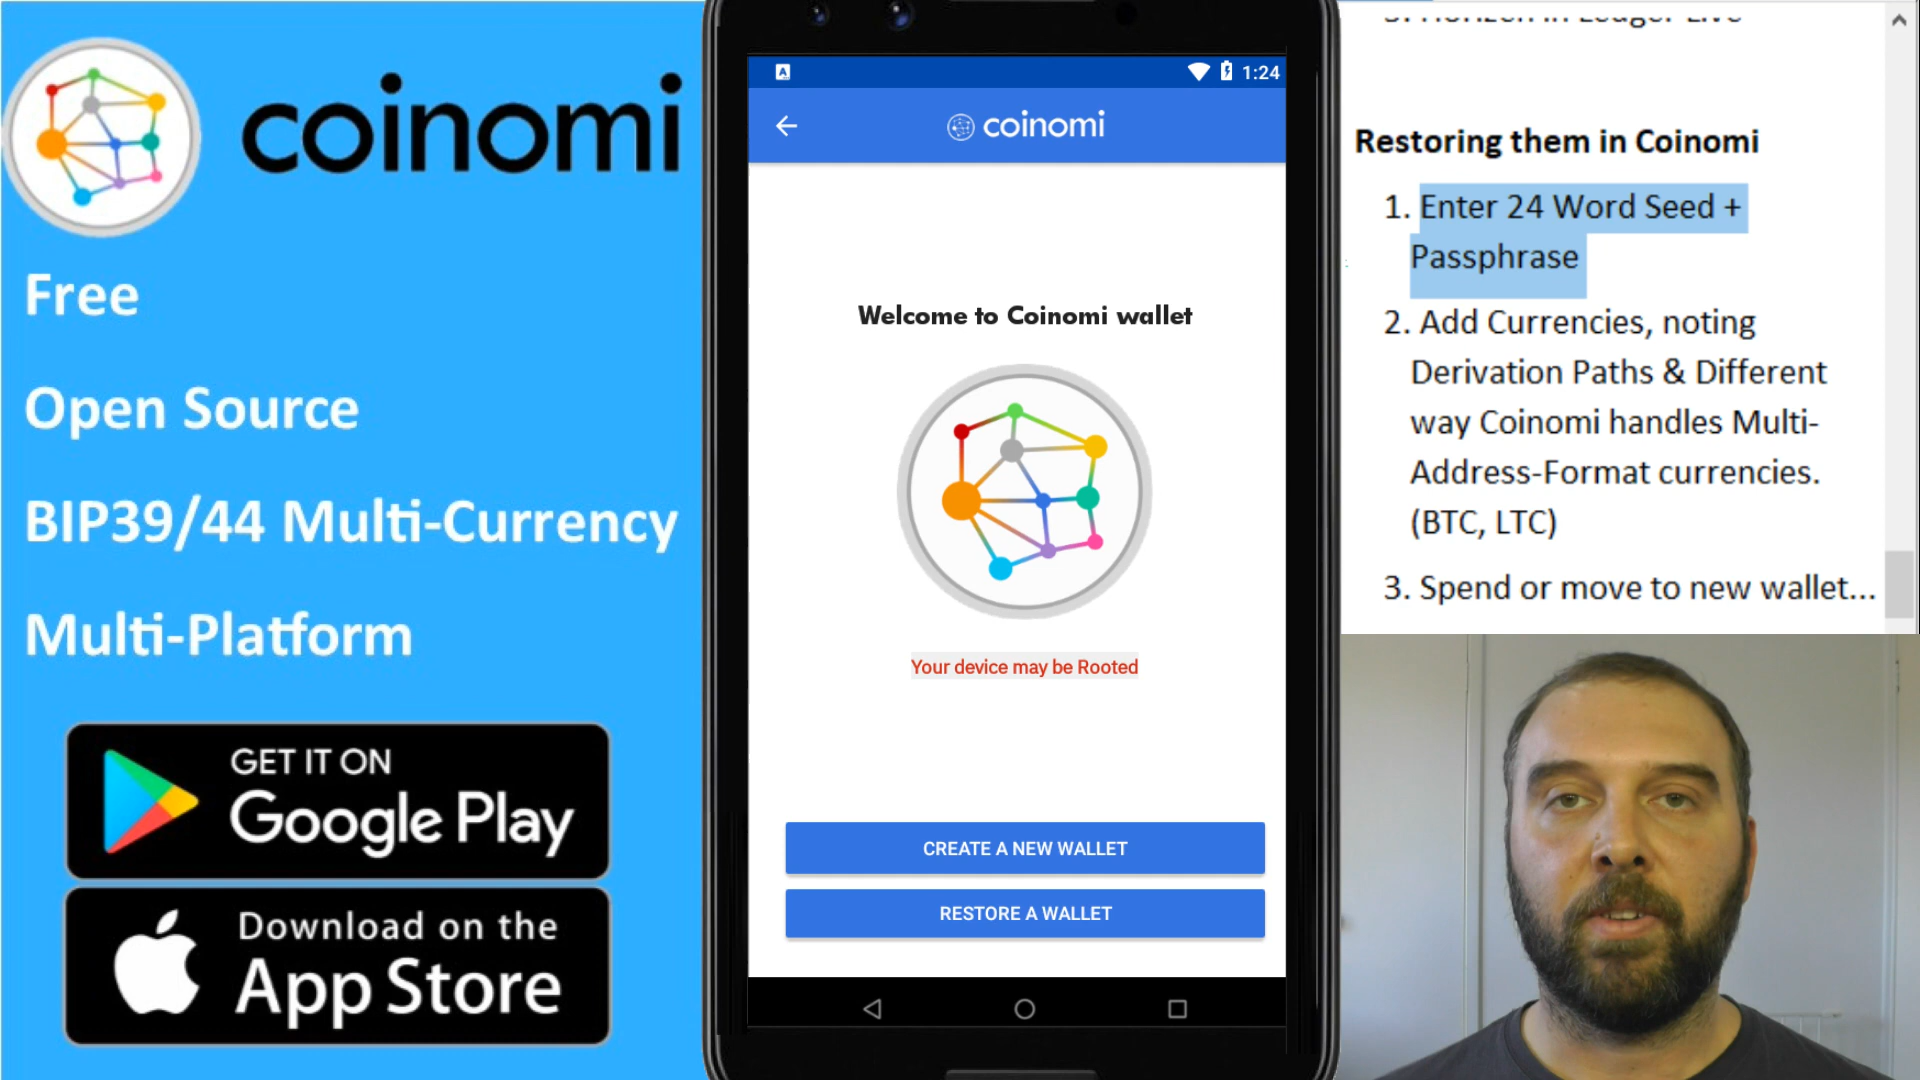 coinomi
Free
Open Source
BIP39/44 Multi-Currency
Multi-Platform
GET IT ON
Google Play
Download on the
App Store
A
1:24
coinomi
Welcome to Coinomi wallet
Your device may be Rooted
CREATE A NEW WALLET
RESTORE A WALLET
Restoring them in Coinomi
1. Enter 24 Word Seed +
Passphrase
2. Add Currencies, noting
Derivation Paths & Different
way Coinomi handles Multi-
Address-Format currencies.
(BTC, LTC)
3. Spend or move to new wallet...